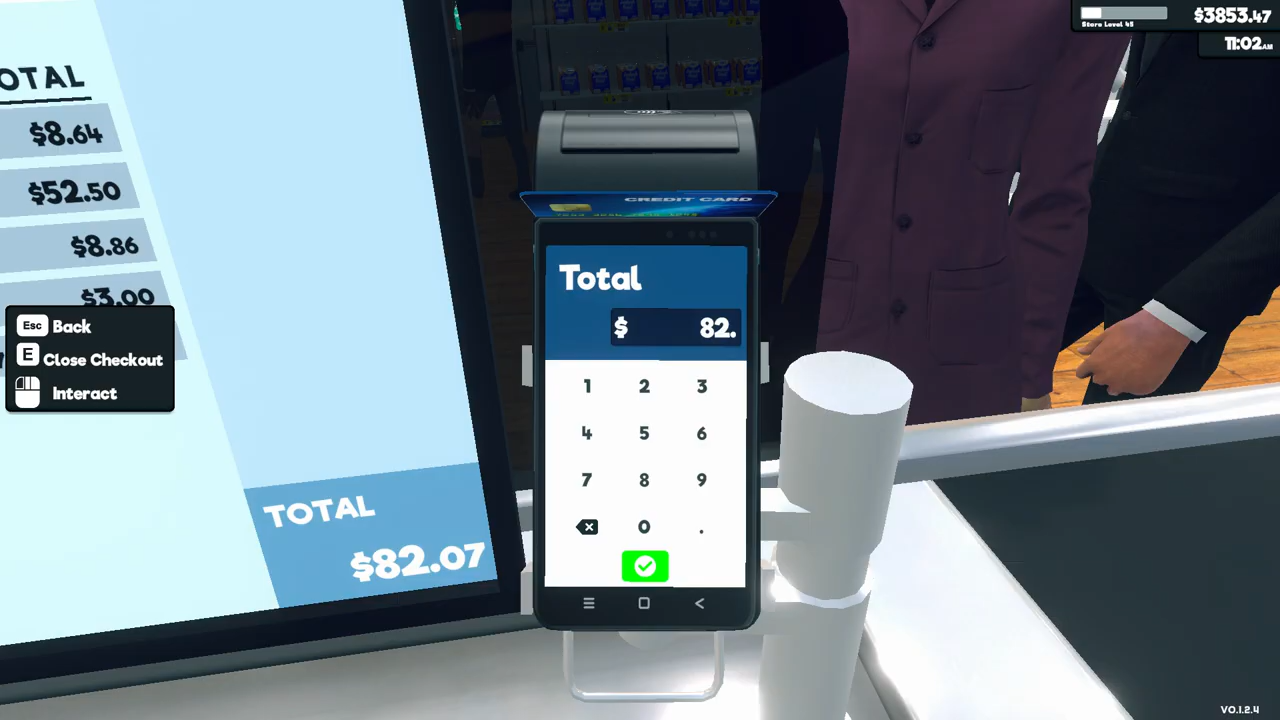 OTAL
$8.64
$52.50
$8.86
$3.00
Esc Back
E Close Checkout
Interact
TOTAL
$82.07
CREDIT CARD
Total
$ 82.
1 2 3
4 5 6
7 8 9
0 .
Store Level 45
$3853.47
11:02AM
V0.1.2.4